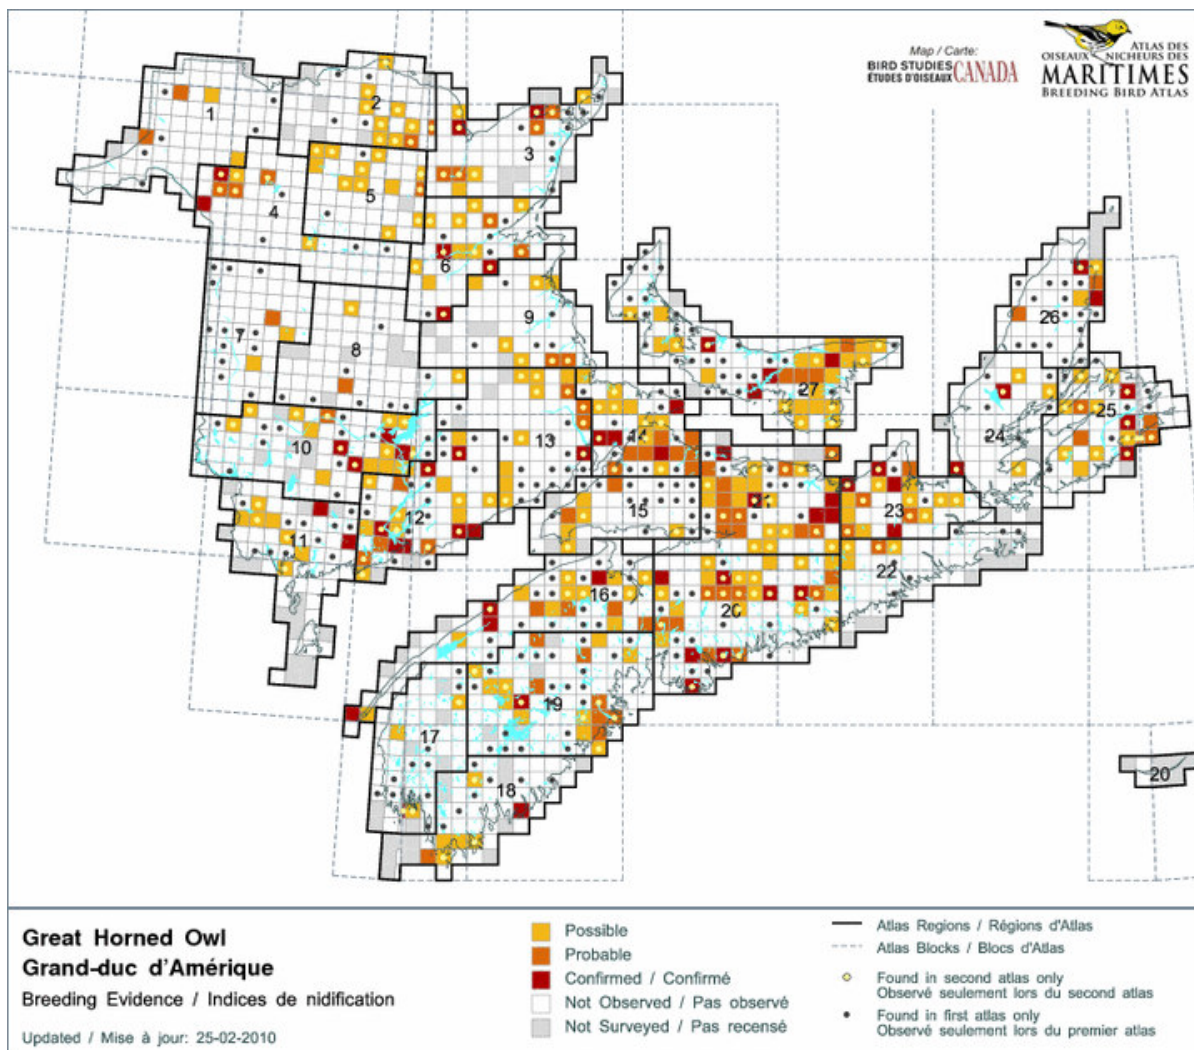 Map / Carte:
BIRD STUDIES
ÉTUDES D'OISEAUX CANADA
ATLAS DES
OISEAUX NICHEURS DES
MARITIMES
BREEDING BIRD ATLAS
1
2
3
4
5
6
7
8
9
10
11
12
13
14
15
16
17
18
19
20
22
23
24
25
26
27
20
Great Horned Owl
Grand-duc d'Amérique
Breeding Evidence / Indices de nidification
Updated / Mise à jour: 25-02-2010
Possible
Probable
Confirmed / Confirmé
Not Observed / Pas observé
Not Surveyed / Pas recensé
Atlas Regions / Régions d'Atlas
Atlas Blocks / Blocs d'Atlas
Found in second atlas only
Observé seulement lors du second atlas
Found in first atlas only
Observé seulement lors du premier atlas